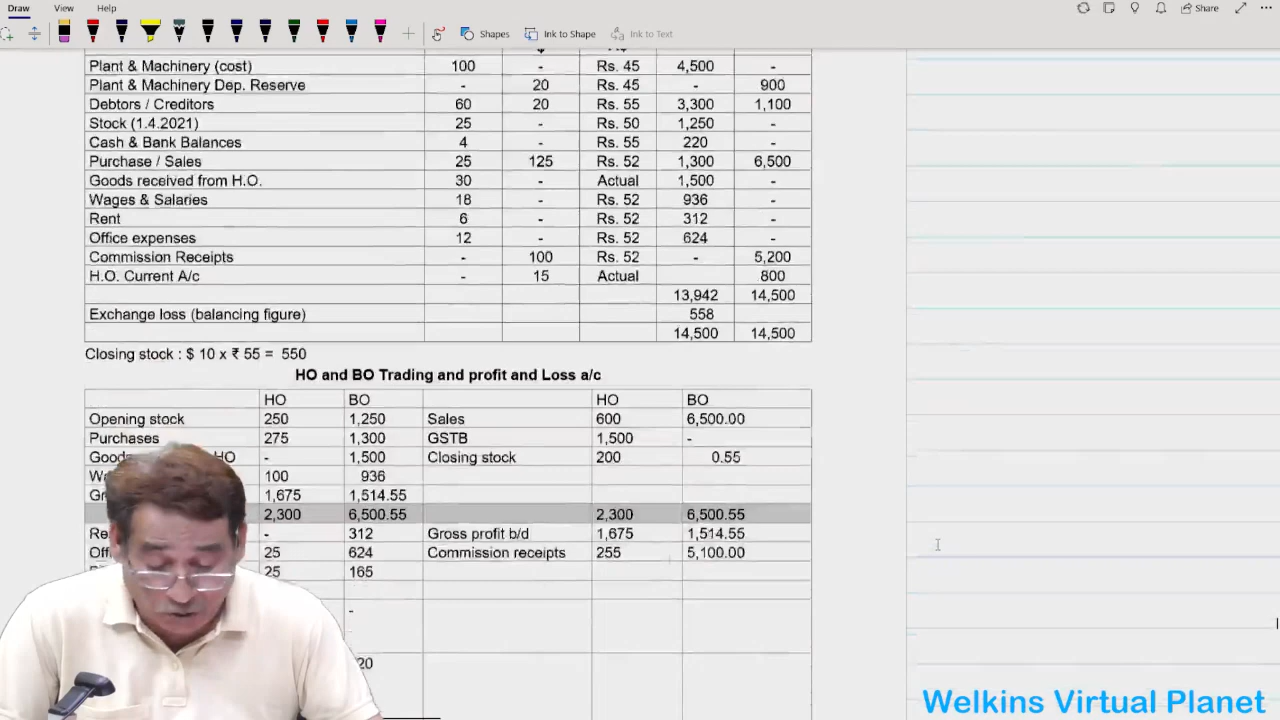 Draw View Help Share
Shapes Ink to Shape Ink to Text
Plant & Machinery (cost) 100 - Rs. 45 4,500 -
Plant & Machinery Dep. Reserve - 20 Rs. 45 - 900
Debtors / Creditors 60 20 Rs. 55 3,300 1,100
Stock (1.4.2021) 25 - Rs. 50 1,250 -
Cash & Bank Balances 4 - Rs. 55 220 -
Purchase / Sales 25 125 Rs. 52 1,300 6,500
Goods received from H.O. 30 - Actual 1,500 -
Wages & Salaries 18 - Rs. 52 936 -
Rent 6 - Rs. 52 312 -
Office expenses 12 - Rs. 52 624 -
Commission Receipts - 100 Rs. 52 - 5,200
H.O. Current A/c - 15 Actual 800
13,942 14,500
Exchange loss (balancing figure) 558
14,500 14,500
Closing stock : $ 10 x ₹ 55 = 550
HO and BO Trading and profit and Loss a/c
HO BO HO BO
Opening stock 250 1,250 Sales 600 6,500.00
Purchases 275 1,300 GSTB 1,500 -
HO - 1,500 Closing stock 200 0.55
100 936
1,675 1,514.55
2,300 6,500.55 2,300 6,500.55
- 312 Gross profit b/d 1,675 1,514.55
25 624 Commission receipts 255 5,100.00
25 165
-
20
Welkins Virtual Planet